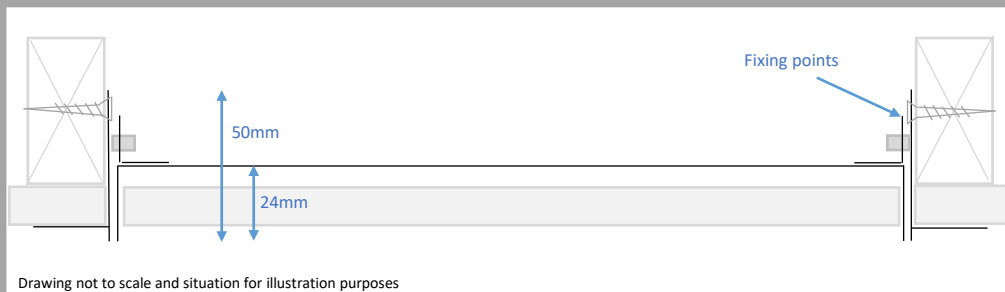 Fixing points
50mm
24mm
Drawing not to scale and situation for illustration purposes